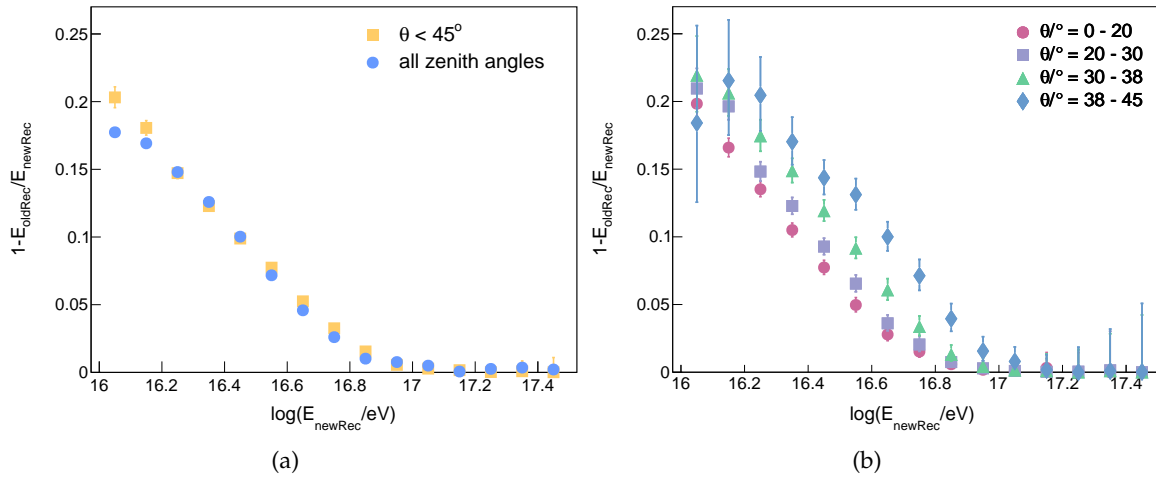 0.25
0.2
0.15
0.1
0.05
0
1-E_oldRec/E_newRec
θ < 45°
all zenith angles
16 16.2 16.4 16.6 16.8 17 17.2 17.4
log(E_newRec/eV)
(a)
0.25
0.2
0.15
0.1
0.05
0
1-E_oldRec/E_newRec
θ/° = 0 - 20
θ/° = 20 - 30
θ/° = 30 - 38
θ/° = 38 - 45
16 16.2 16.4 16.6 16.8 17 17.2 17.4
log(E_newRec/eV)
(b)